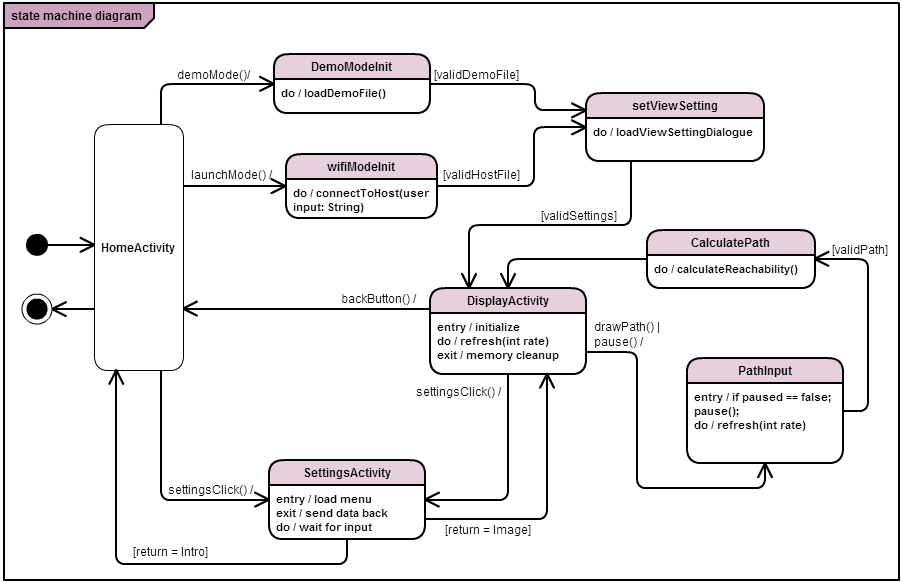 state machine diagram
demoMode()/
DemoModeInit
do / loadDemoFile()
[validDemoFile]
setViewSetting
do / loadViewSettingDialogue
launchMode() /
wifiModeInit
do / connectToHost(user
input: String)
[validHostFile]
[validSettings]
HomeActivity
CalculatePath
do / calculateReachability()
[validPath]
backButton() /
DisplayActivity
entry / initialize
do / refresh(int rate)
exit / memory cleanup
drawPath() |
pause() /
PathInput
entry / if paused == false;
pause();
do / refresh(int rate)
settingsClick() /
settingsClick() /
SettingsActivity
entry / load menu
exit / send data back
do / wait for input
[return = Image]
[return = Intro]